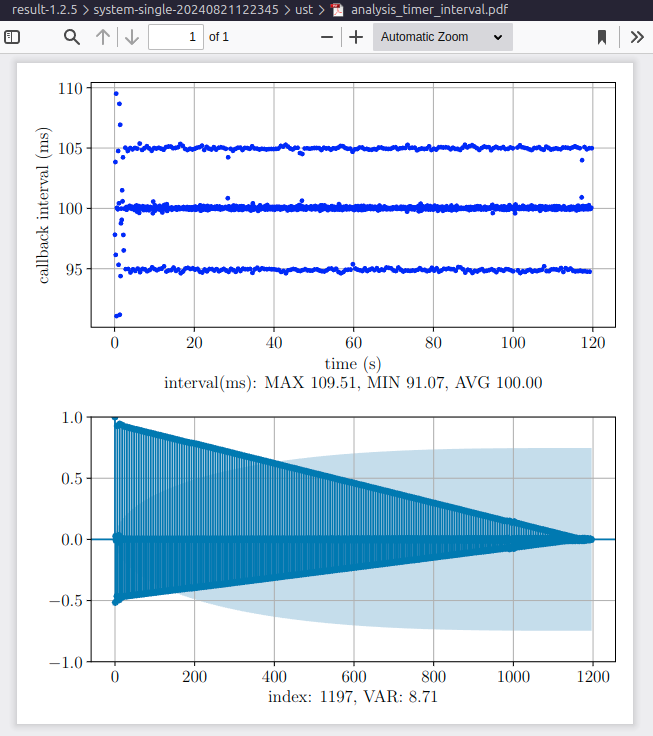 result-1.2.5 > system-single-20240821122345 > ust > analysis_timer_interval.pdf
1 of 1 Automatic Zoom
110
105
100
95
callback interval (ms)
0 20 40 60 80 100 120
time (s)
interval(ms): MAX 109.51, MIN 91.07, AVG 100.00
1.0
0.5
0.0
−0.5
−1.0
0 200 400 600 800 1000 1200
index: 1197, VAR: 8.71